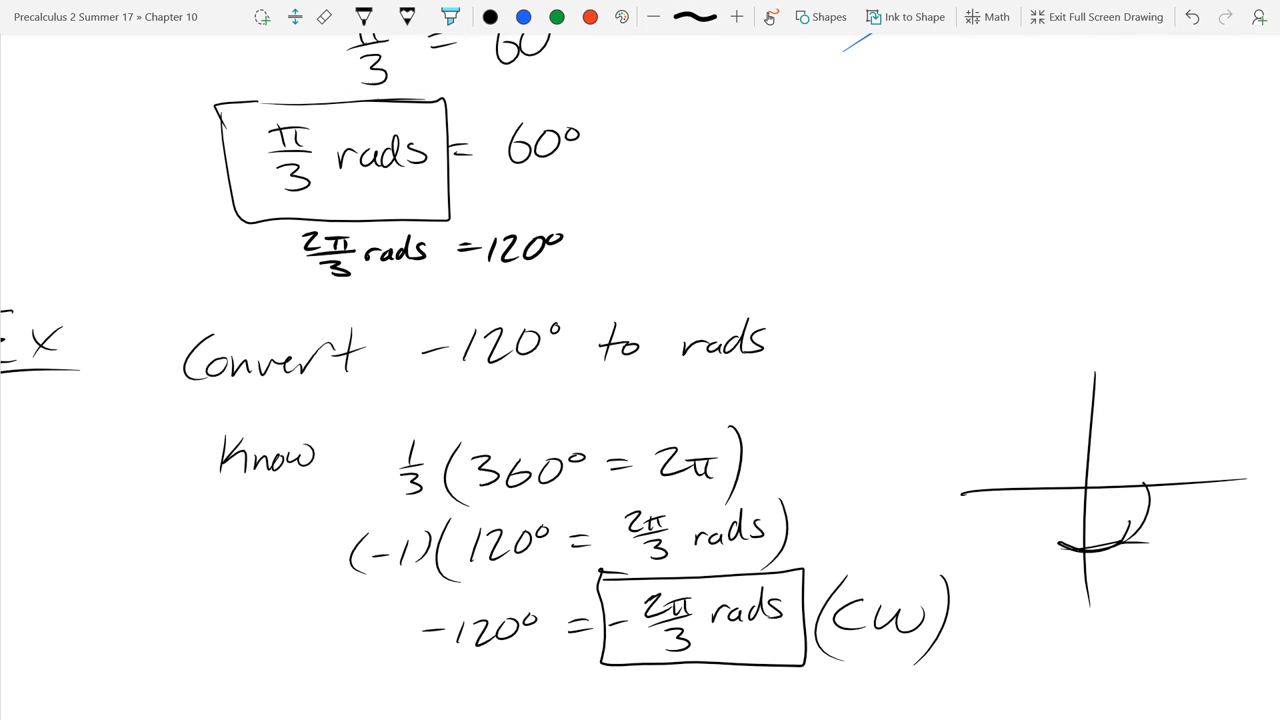 Precalculus 2 Summer 17 » Chapter 10
Shapes
Ink to Shape
Math
Exit Full Screen Drawing
π/3 = 60
π/3 rads = 60°
2π/3 rads = 120°
Ex Convert -120° to rads
Know 1/3 (360° = 2π)
(-1)(120° = 2π/3 rads)
-120° = -2π/3 rads (CW)